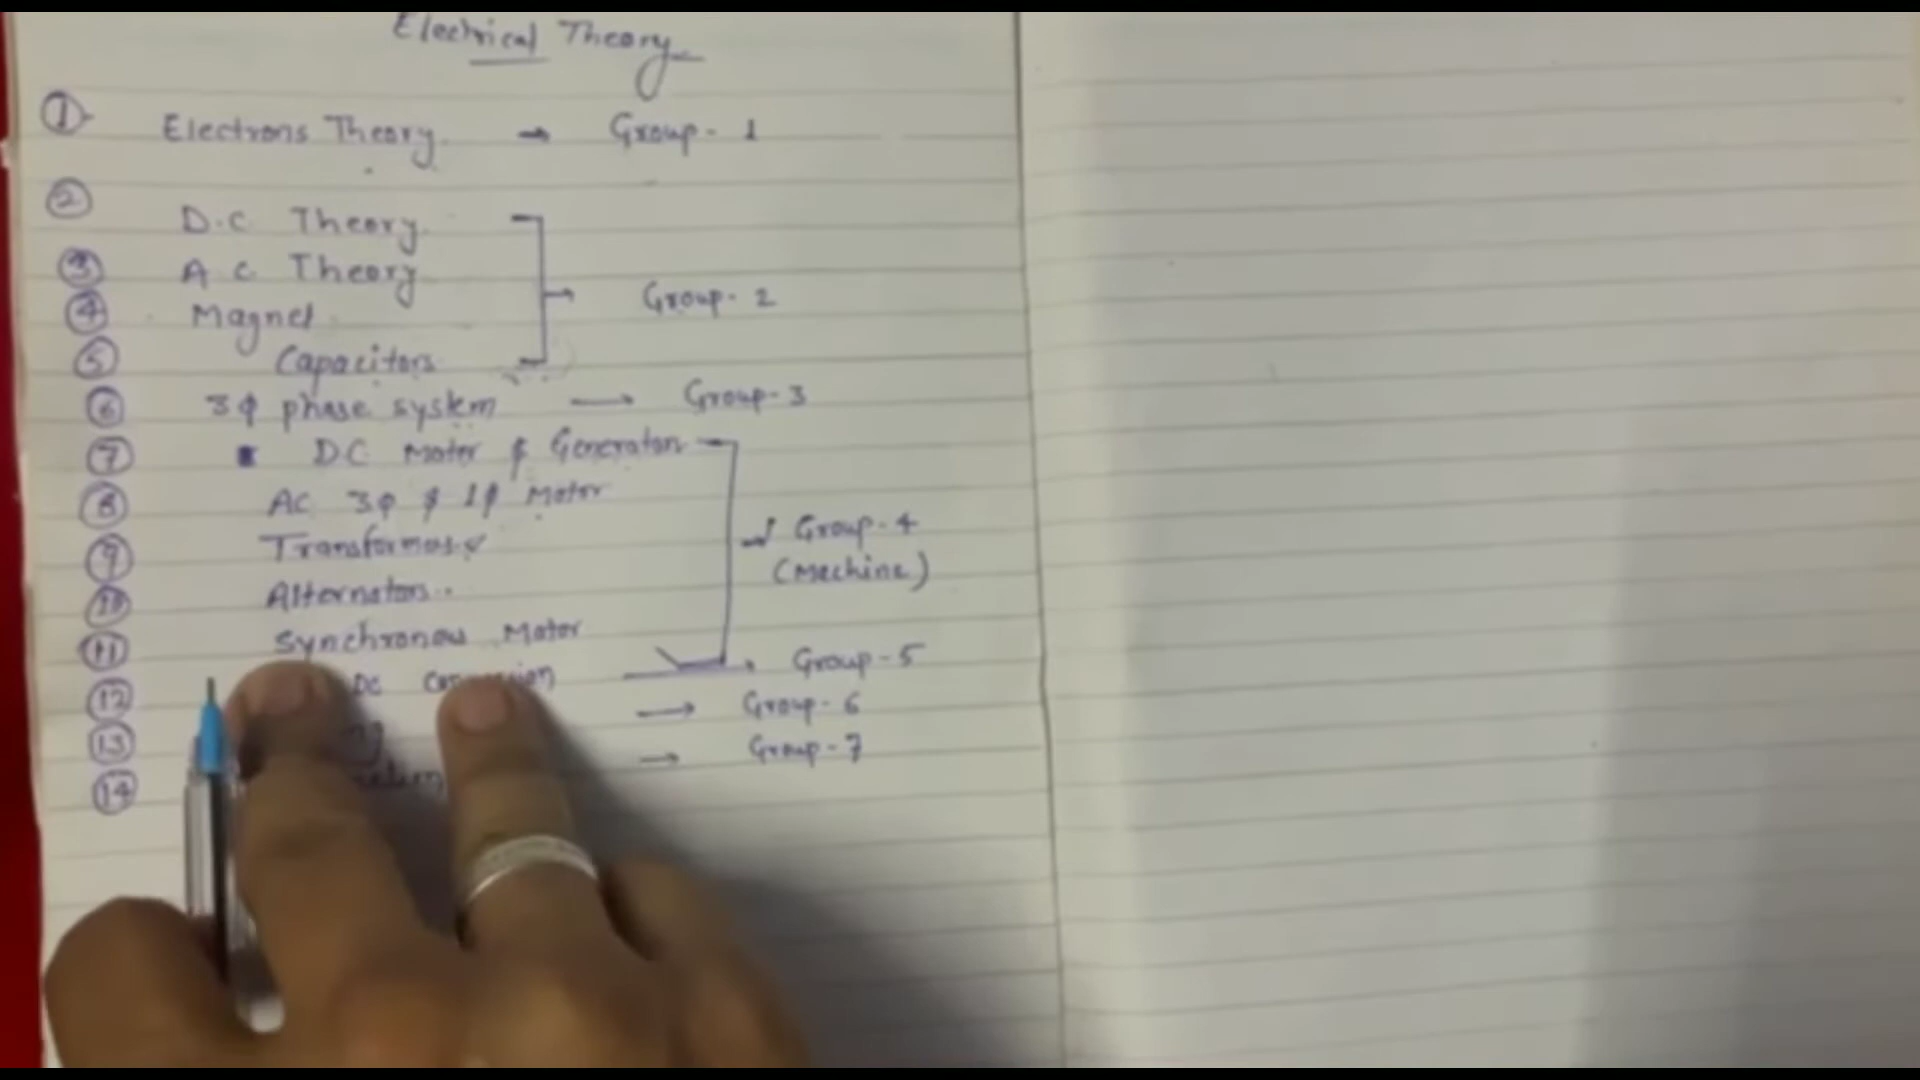 Electrical Theory
① Electrons Theory → Group - 1
② D.C Theory
③ A C Theory
④ Magnet → Group - 2
⑤ Capacitors
⑥ 3φ phase system → Group - 3
⑦ D.C Motor & Generator
⑧ AC 3φ & 1φ Motor
⑨ Transformers → Group - 4
(Machine)
⑩ Alternators
⑪ Synchronous Motor
⑫ DC → Group - 5
⑬ → Group - 6
⑭ → Group - 7